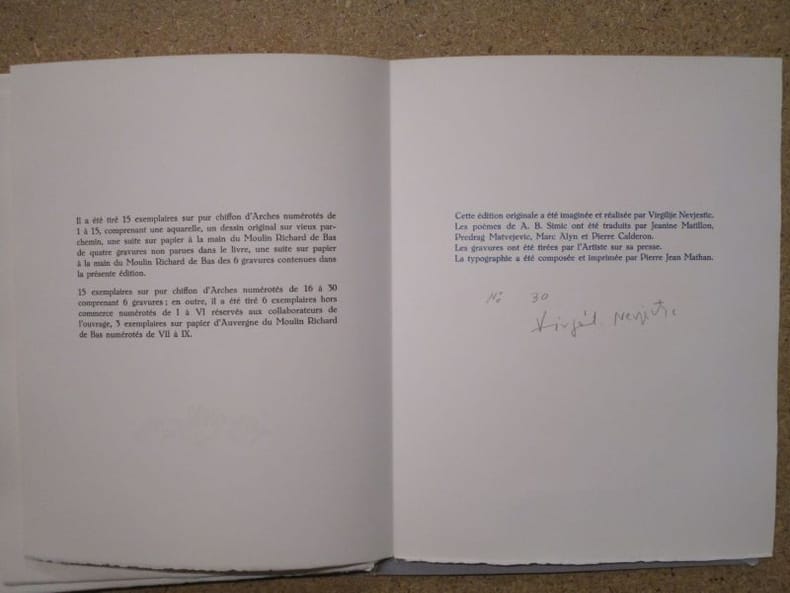 Il a été tiré 15 exemplaires sur pur chiffon d'Arches numérotés de
1 à 15, comprenant une aquarelle, un dessin original sur vieux par-
chemin, une suite sur papier à la main du Moulin Richard de Bas
de quatre gravures non parues dans le livre, une suite sur papier
à la main du Moulin Richard de Bas des 6 gravures contenues dans
la présente édition.
15 exemplaires sur pur chiffon d'Arches numérotés de 16 à 30
comprenant 6 gravures ; en outre, il a été tiré 6 exemplaires hors
commerce numérotés de I à VI réservés aux collaborateurs de
l'ouvrage, 3 exemplaires sur papier d'Auvergne du Moulin Richard
de Bas numérotés de VII à IX.
Cette édition originale a été imaginée et réalisée par Virgilije Nevjestic.
Les poèmes de A. B. Simic ont été traduits par Jeanine Matillon,
Predrag Matvejevic, Marc Alyn et Pierre Calderon.
Les gravures ont été tirées par l'Artiste sur sa presse.
La typographie a été composée et imprimée par Pierre Jean Mathan.
No 30
Virgil. Nevjestic